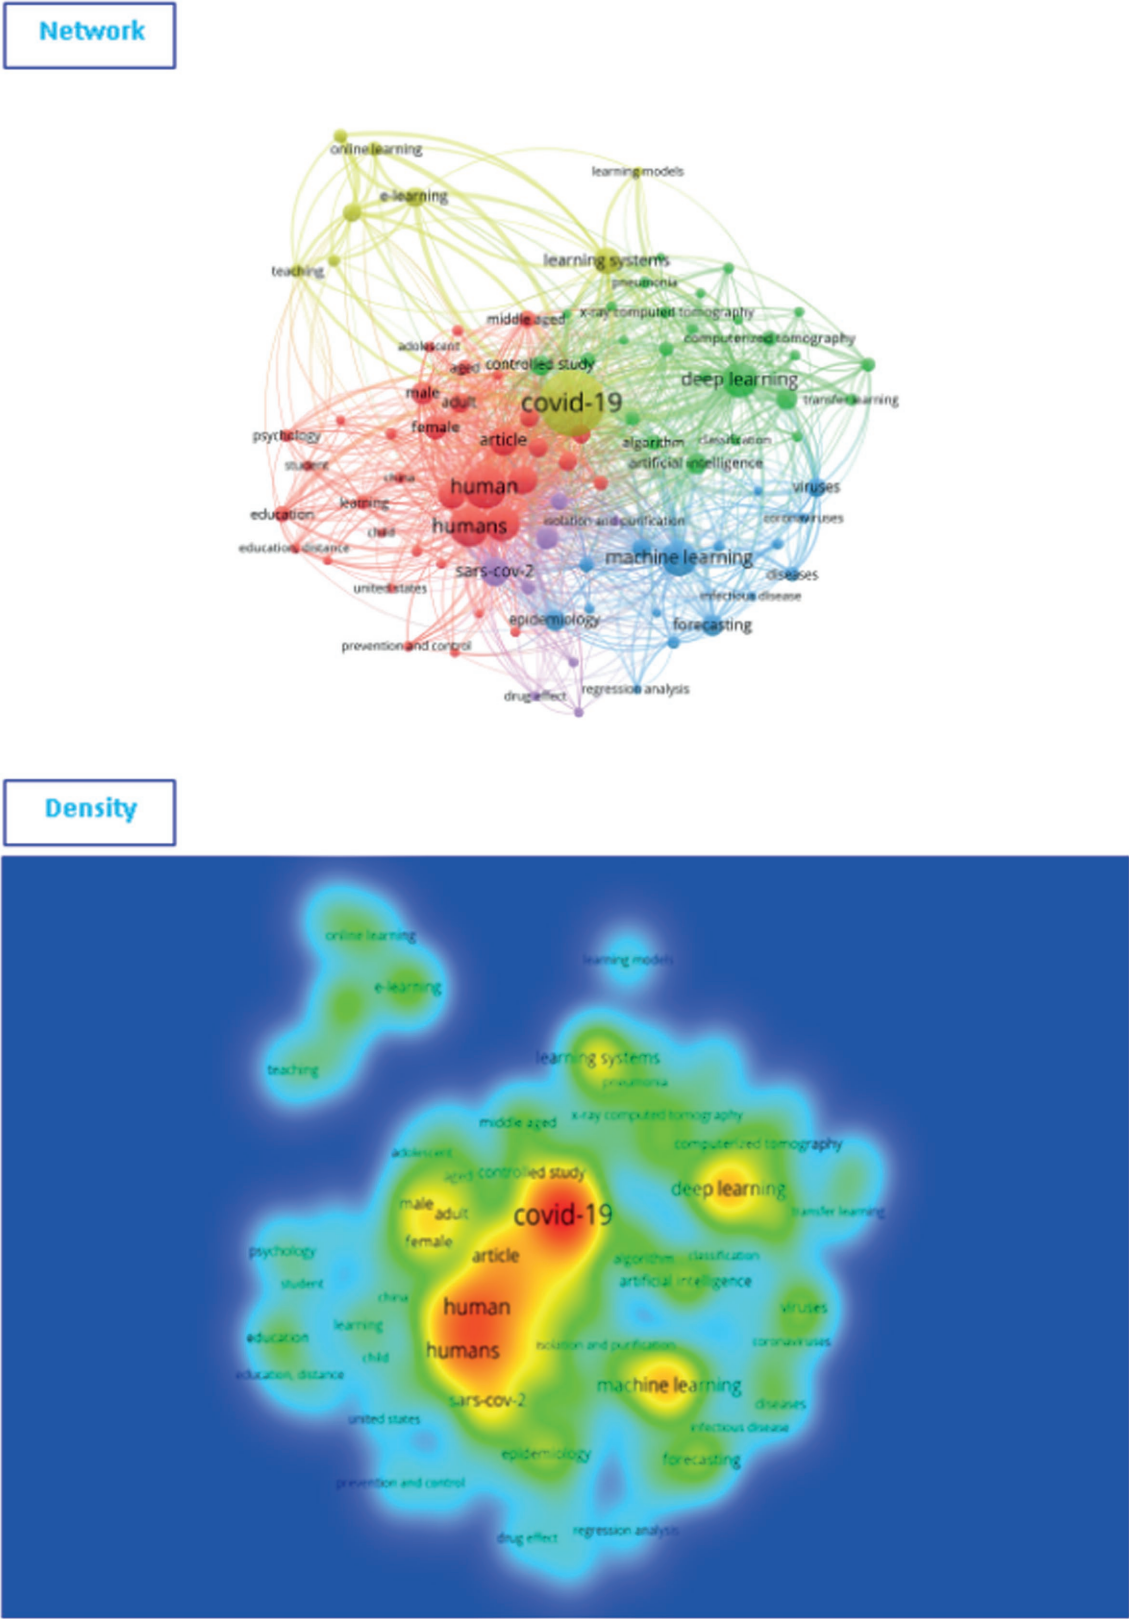 Network
online learning
learning models
e-learning
learning systems
teaching
pneumonia
x-ray computed tomography
middle aged
computerized tomography
adolescent
controlled study
aged
deep learning
male
adult
covid-19
transfer learning
female
psychology
article
algorithm
classification
student
artificial intelligence
china
human
viruses
learning
education
isolation and purification
coronaviruses
child
humans
education, distance
machine learning
sars-cov-2
diseases
united states
infectious disease
epidemiology
forecasting
prevention and control
drug effect
regression analysis
Density
online learning
learning models
e-learning
learning systems
teaching
pneumonia
x-ray computed tomography
middle aged
computerized tomography
adolescent
aged
controlled study
deep learning
male
adult
covid-19
transfer learning
female
psychology
article
algorithm
classification
student
artificial intelligence
china
human
viruses
learning
education
isolation and purification
coronaviruses
child
humans
education, distance
machine learning
sars-cov-2
diseases
united states
infectious disease
epidemiology
forecasting
prevention and control
drug effect
regression analysis